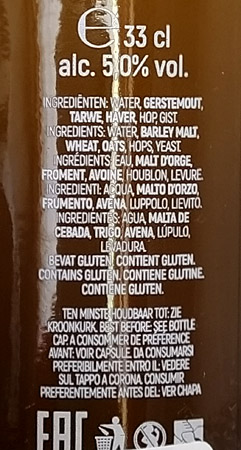 e 33 cl
alc. 5,0% vol.
INGREDIËNTEN: WATER, GERSTEMOUT,
TARWE, HAVER, HOP, GIST.
INGREDIENTS: WATER, BARLEY MALT,
WHEAT, OATS, HOPS, YEAST.
INGRÉDIENTS: EAU, MALT D'ORGE,
FROMENT, AVOINE, HOUBLON, LEVURE.
INGREDIENTI: ACQUA, MALTO D'ORZO,
FRUMENTO, AVENA, LUPPOLO, LIEVITO.
INGREDIENTES: AGUA, MALTA DE
CEBADA, TRIGO, AVENA, LÚPULO,
LEVADURA.
BEVAT GLUTEN. CONTIENT GLUTEN.
CONTAINS GLUTEN. CONTIENE GLUTINE.
CONTIENE GLUTEN.
TEN MINSTE HOUDBAAR TOT: ZIE
KROONKURK. BEST BEFORE: SEE BOTTLE
CAP. A CONSOMMER DE PRÉFÉRENCE
AVANT: VOIR CAPSULE. DA CONSUMARSI
PREFERIBILMENTE ENTRO IL: VEDERE
SUL TAPPO A CORONA. CONSUMIR
PREFERENTEMENTE ANTES DEL: VER CHAPA
EAC